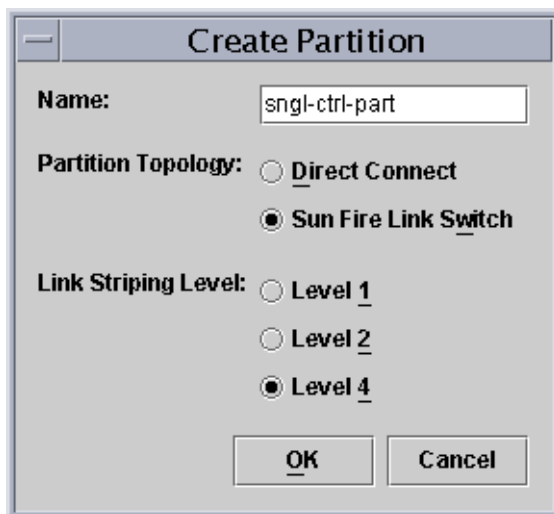 Create Partition
Name: sngl-ctrl-part
Partition Topology: Direct Connect
Sun Fire Link Switch
Link Striping Level: Level 1
Level 2
Level 4
OK Cancel